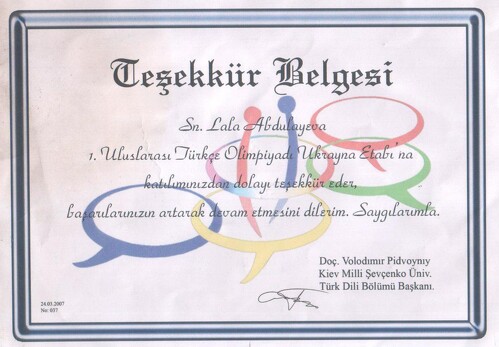 Teşekkür Belgesi
Sn. Lala Abdulayeva
1. Uluslarası Türkçe Olimpiyadı Ukrayna Etabı'na
katılımınızdan dolayı teşekkür eder,
başarılarınızın artarak devam etmesini dilerim. Saygılarımla.
Doç. Volodımır Pidvoynıy
Kiev Milli Şevçenko Üniv.
Türk Dili Bölümü Başkanı.
24.03.2007
No: 037